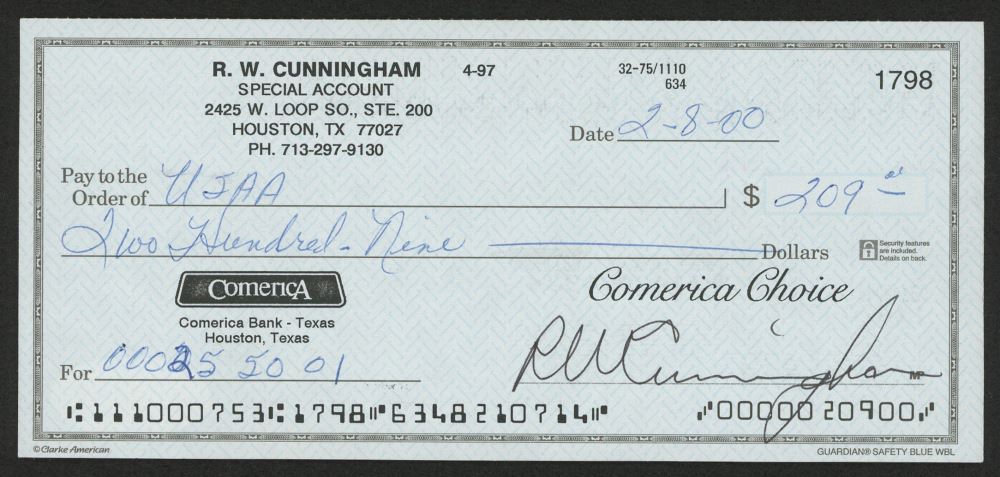 R. W. CUNNINGHAM 4-97 32-75/1110 1798
SPECIAL ACCOUNT 634
2425 W. LOOP SO., STE. 200
HOUSTON, TX 77027
PH. 713-297-9130
Date 2-8-00
Pay to the
Order of USAA $ 209
Two Hundred - Nine Dollars
Security features are included. Details on back.
COMERICA Comerica Choice
Comerica Bank - Texas
Houston, Texas
For 00025 50 01 RW Cunningham MP
⑆111000753⑆1798⑈6348210714⑈ ⑇0000020900⑇
© Clarke American GUARDIAN® SAFETY BLUE WBL